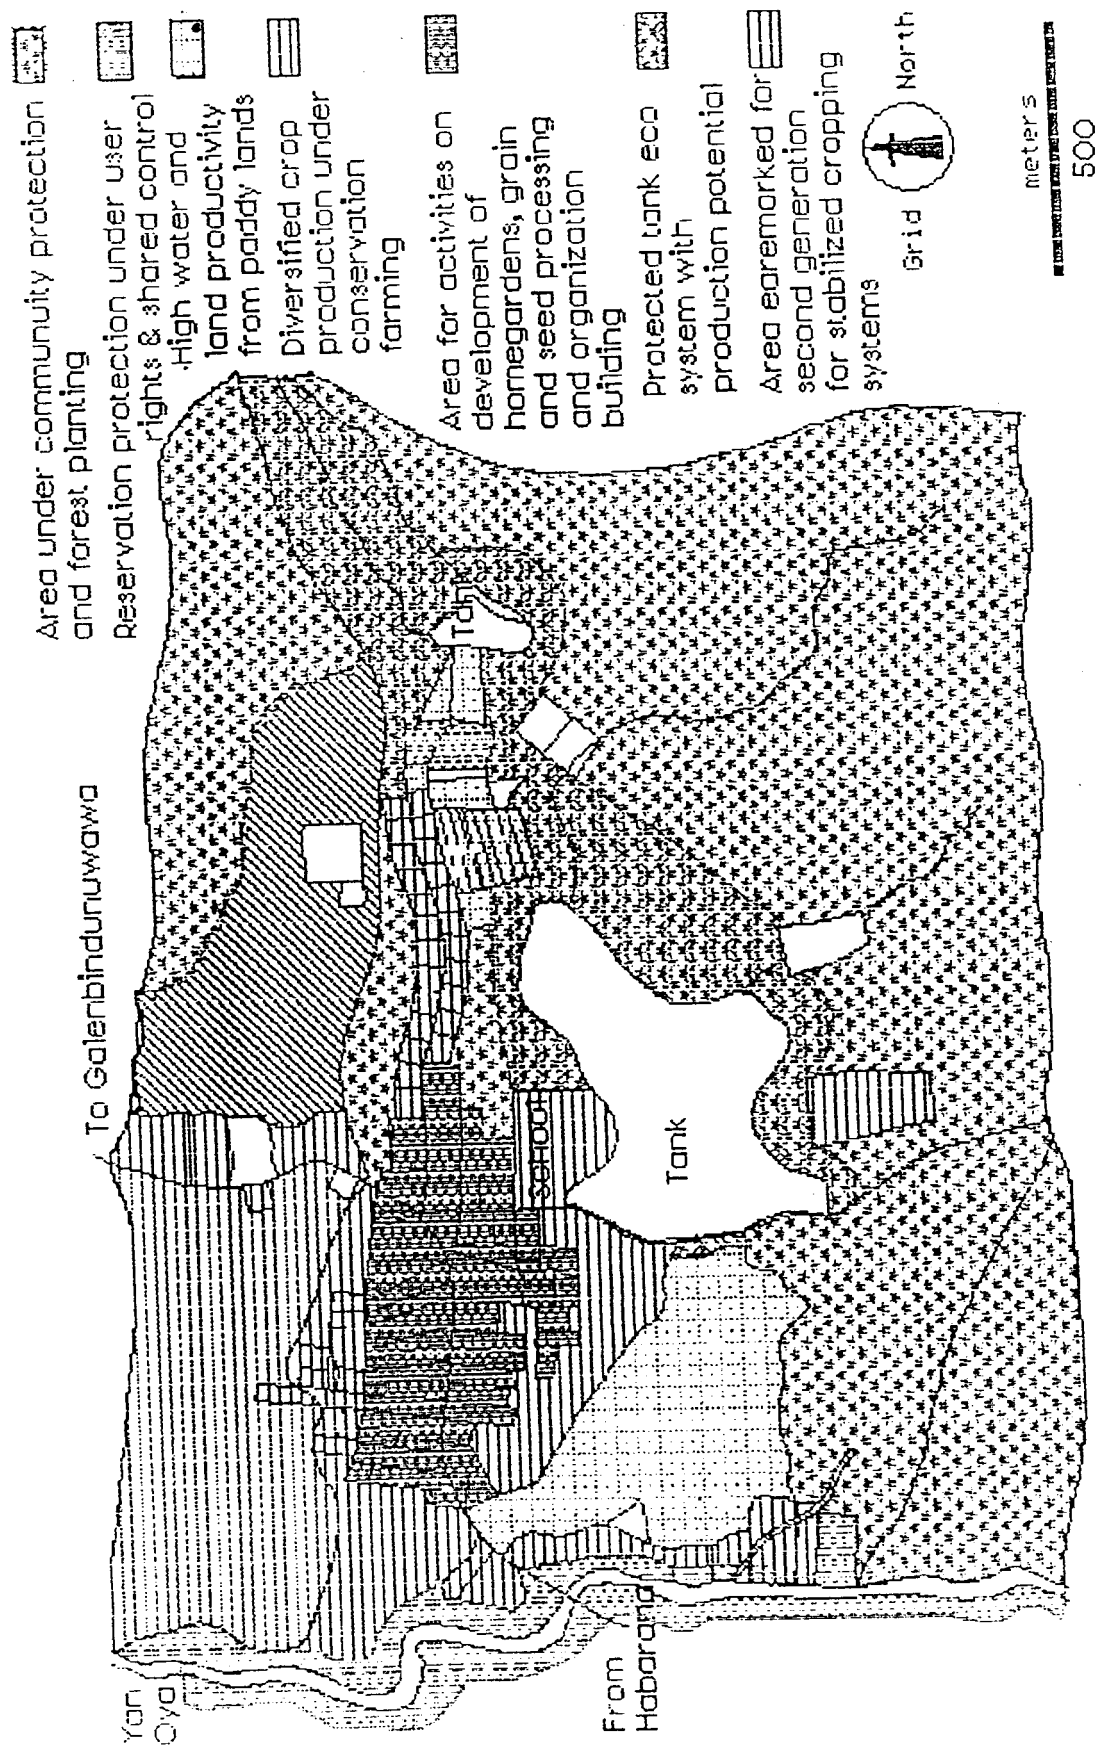 Area under community protection
and forest planting
Reservation protection under user
rights & shared control
High water and
land productivity
from paddy lands
Diversified crop
production under
conservation
farming
Area for activities on
development of
homegardens, grain
and seed processing
and organization
building
Protected tank eco
system with
production potential
Area earemarked for
second generation
for stabilized cropping
systems
Grid North
meters
500
To Galenbindunuwawa
Tank
SCHOOL
Tank
Yan
Oya
From
Habarana